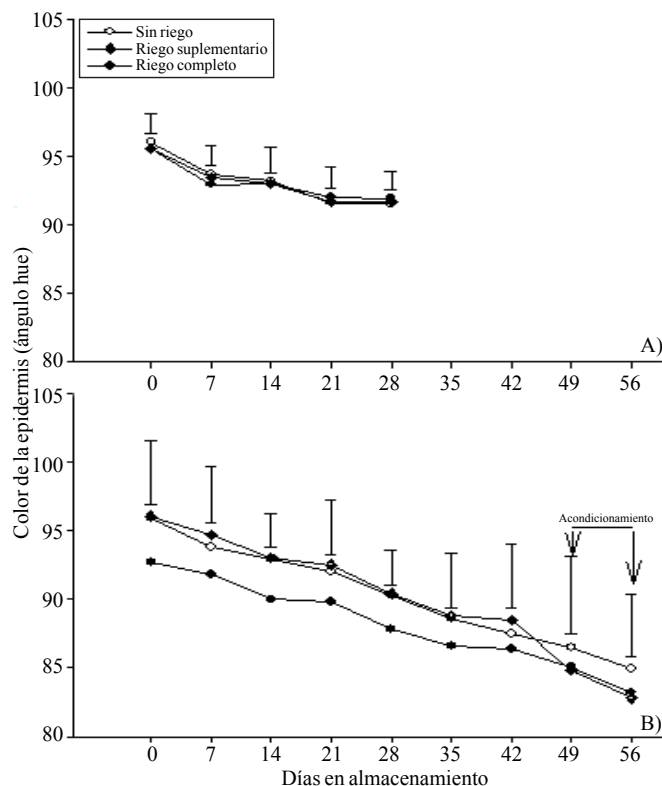 105
Sin riego
Riego suplementario
Riego completo
100
95
90
85
80
A)
0 7 14 21 28 35 42 49 56
Color de la epidermis (ángulo hue)
105
100
Acondicionamiento
95
90
85
80
B)
0 7 14 21 28 35 42 49 56
Días en almacenamiento